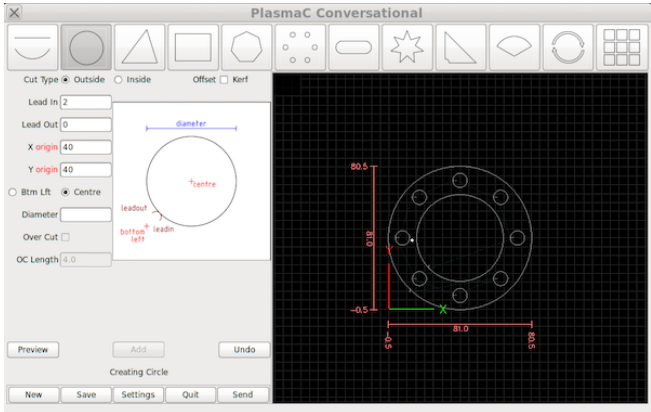 PlasmaC Conversational
Cut Type Outside Inside Offset Kerf
Lead In 2
Lead Out 0
X origin 40
Y origin 40
Btm Lft Centre
Diameter
Over Cut
OC Length 4.0
diameter
centre
leadout
leadin
bottom
left
80.5
81.0
-0.5
Y
X
81.0
-0.5
80.5
Preview Add Undo
Creating Circle
New Save Settings Quit Send